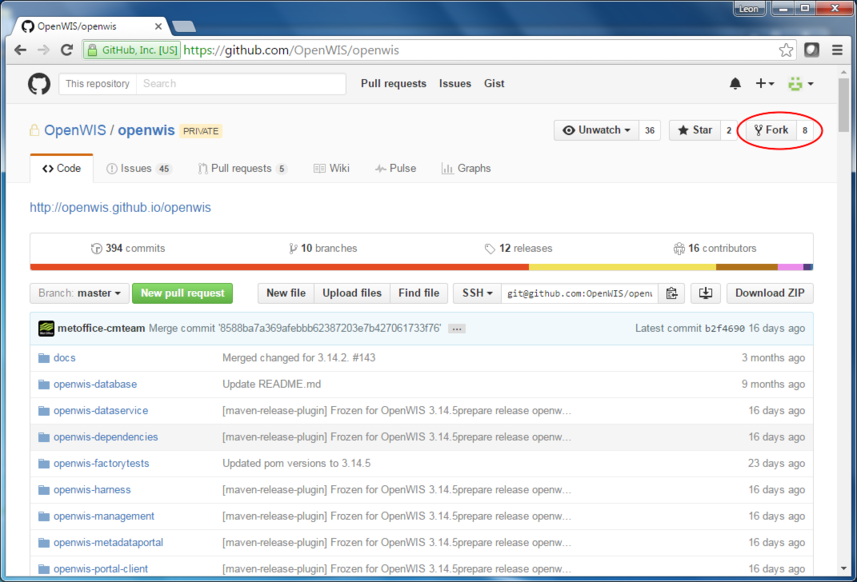 Leon
OpenWIS/openwis
GitHub, Inc. [US] https://github.com/OpenWIS/openwis
This repository Search Pull requests Issues Gist
OpenWIS / openwis PRIVATE Unwatch 36 Star 2 Fork 8
Code Issues 45 Pull requests 5 Wiki Pulse Graphs
http://openwis.github.io/openwis
394 commits 10 branches 12 releases 16 contributors
Branch: master New pull request New file Upload files Find file SSH git@github.com:OpenWIS/openw Download ZIP
metoffice-cmteam Merge commit '8588ba7a369afebbb62387203e7b427061733f76' ... Latest commit b2f4690 16 days ago
docs Merged changed for 3.14.2. #143 3 months ago
openwis-database Update README.md 9 months ago
openwis-dataservice [maven-release-plugin] Frozen for OpenWIS 3.14.5prepare release openw... 16 days ago
openwis-dependencies [maven-release-plugin] Frozen for OpenWIS 3.14.5prepare release openw... 16 days ago
openwis-factorytests Updated pom versions to 3.14.5 23 days ago
openwis-harness [maven-release-plugin] Frozen for OpenWIS 3.14.5prepare release openw... 16 days ago
openwis-management [maven-release-plugin] Frozen for OpenWIS 3.14.5prepare release openw... 16 days ago
openwis-metadataportal [maven-release-plugin] Frozen for OpenWIS 3.14.5prepare release openw... 16 days ago
openwis-portal-client [maven-release-plugin] Frozen for OpenWIS 3.14.5prepare release openw... 16 days ago